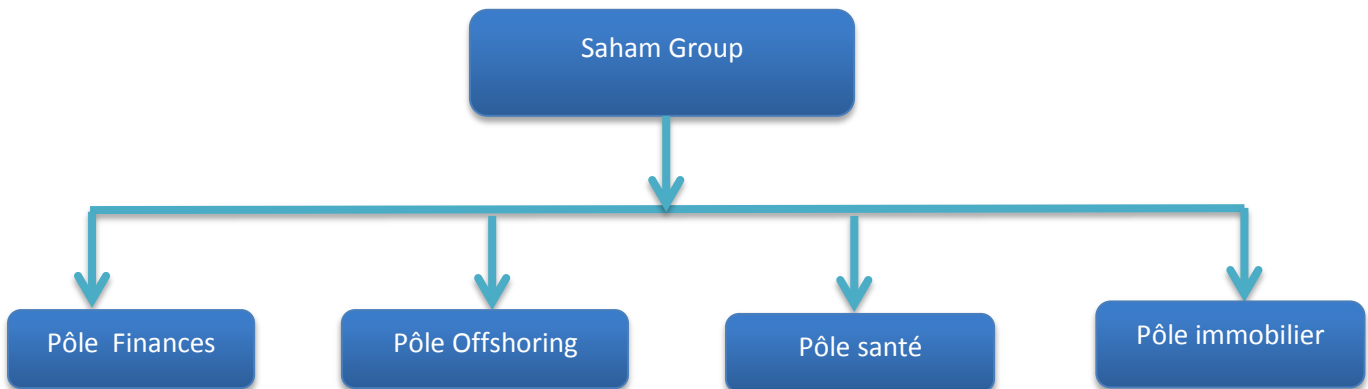 Saham Group
Pôle  Finances
Pôle Offshoring
Pôle santé
Pôle immobilier